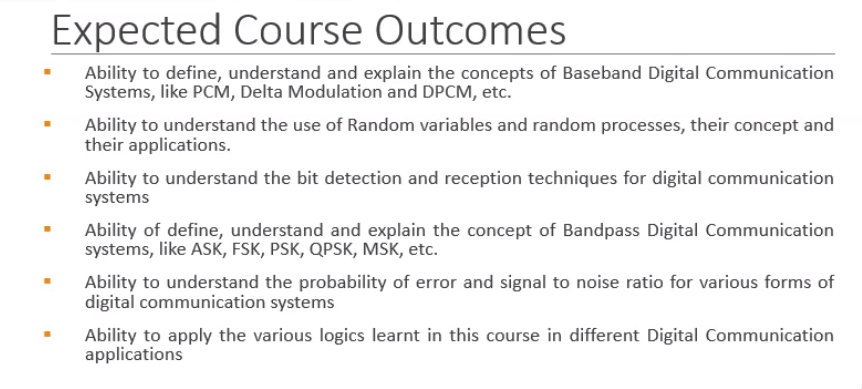 Expected Course Outcomes
Ability to define, understand and explain the concepts of Baseband Digital Communication
Systems, like PCM, Delta Modulation and DPCM, etc.
Ability to understand the use of Random variables and random processes, their concept and
their applications.
Ability to understand the bit detection and reception techniques for digital communication
systems
Ability of define, understand and explain the concept of Bandpass Digital Communication
systems, like ASK, FSK, PSK, QPSK, MSK, etc.
Ability to understand the probability of error and signal to noise ratio for various forms of
digital communication systems
Ability to apply the various logics learnt in this course in different Digital Communication
applications